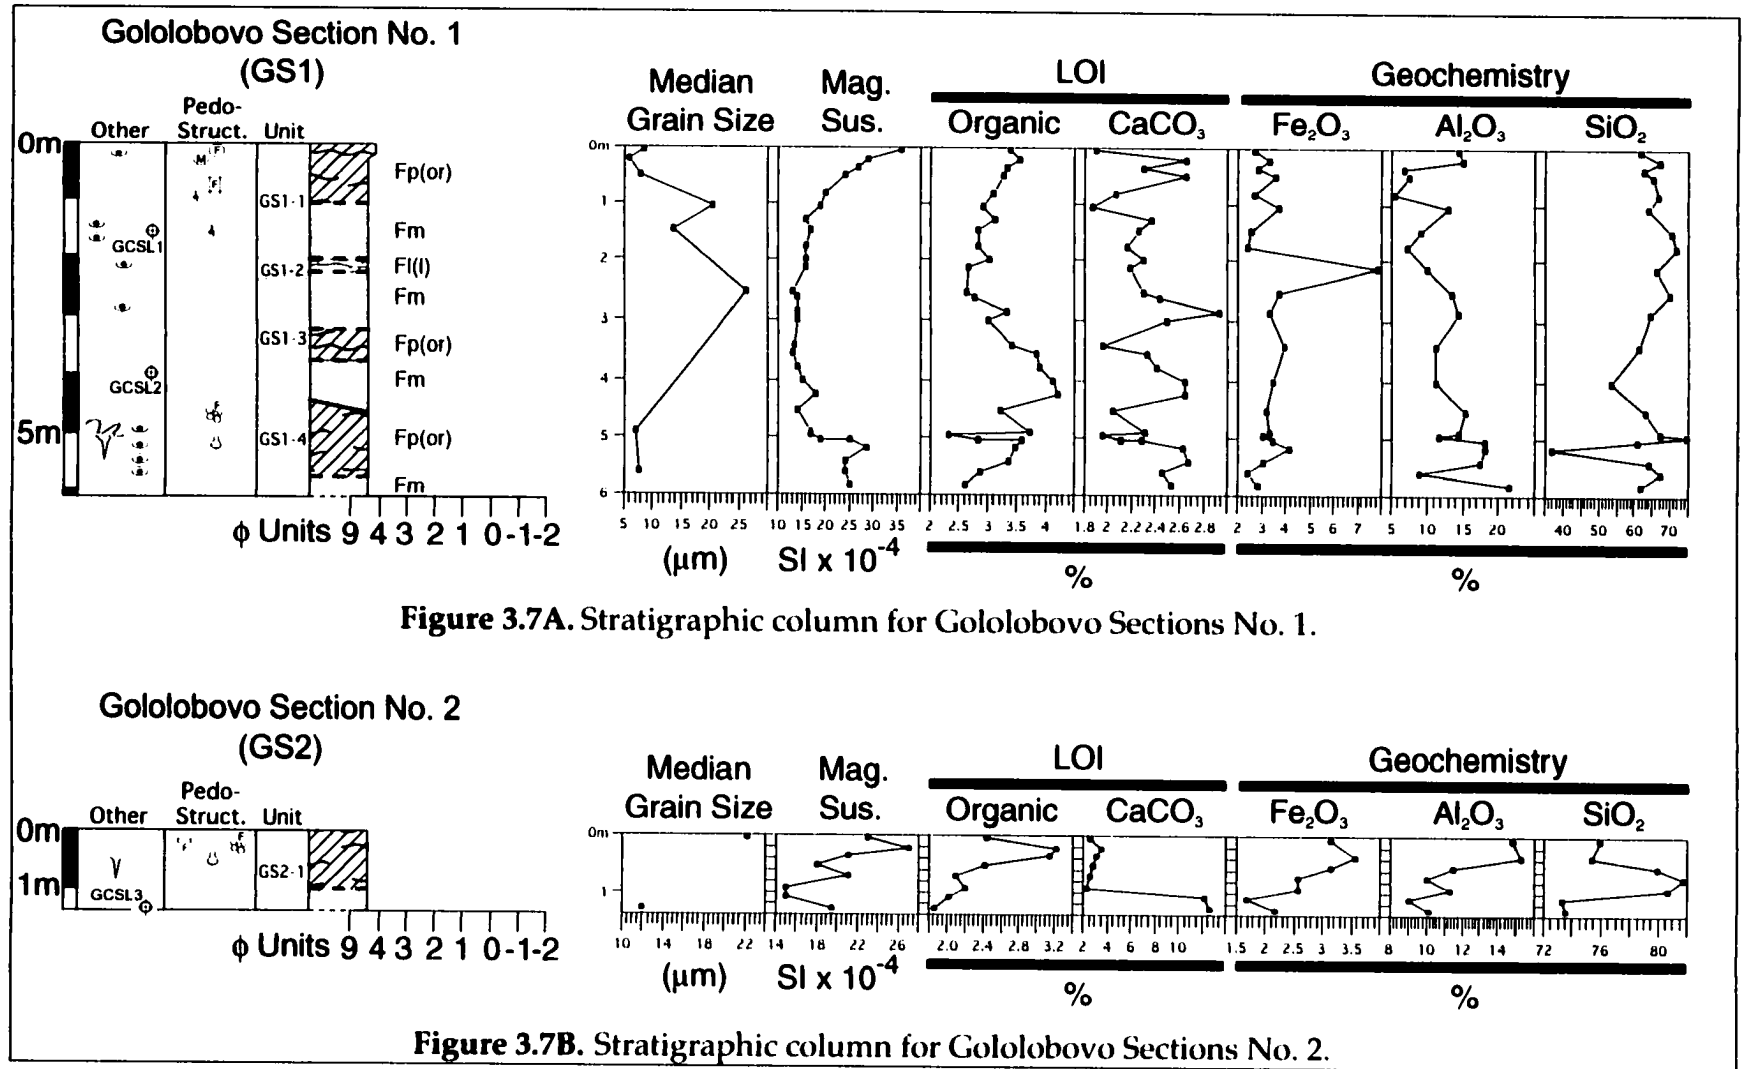 Gololobovo Section No. 1
(GS1)
Other
Pedo-
Struct.
Unit
Median
Grain Size
Mag.
Sus.
LOI
Organic
CaCO₃
Geochemistry
Fe₂O₃
Al₂O₃
SiO₂
0m
5m
M
F
F
F
GCSL1
GCSL2
GS1-1
GS1-2
GS1-3
GS1-4
Fp(or)
Fm
Fl(l)
Fm
Fp(or)
Fm
Fp(or)
Fm
ϕ Units 9 4 3 2 1 0 -1 -2
0m
1
2
3
4
5
6
5 10 15 20 25
10 15 20 25 30 35
2 2.5 3 3.5 4
1.8 2 2.2 2.4 2.6 2.8
2 3 4 5 6 7
5 10 15 20
40 50 60 70
(µm)
SI x 10⁻⁴
%
%
Figure 3.7A. Stratigraphic column for Gololobovo Sections No. 1.
Gololobovo Section No. 2
(GS2)
Other
Pedo-
Struct.
Unit
Median
Grain Size
Mag.
Sus.
LOI
Organic
CaCO₃
Geochemistry
Fe₂O₃
Al₂O₃
SiO₂
0m
1m
F
F
GCSL3
GS2-1
ϕ Units 9 4 3 2 1 0 -1 -2
0m
1
10 14 18 22
14 18 22 26
2.0 2.4 2.8 3.2
2 4 6 8 10
1.5 2 2.5 3 3.5
8 10 12 14
72 76 80
(µm)
SI x 10⁻⁴
%
%
Figure 3.7B. Stratigraphic column for Gololobovo Sections No. 2.